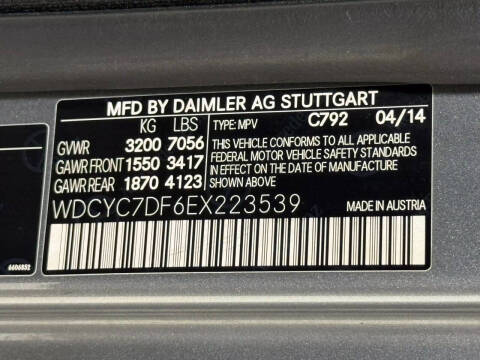 MFD BY DAIMLER AG STUTTGART
KG LBS TYPE: MPV C792 04/14
GVWR 3200 7056
GAWR FRONT 1550 3417
GAWR REAR 1870 4123
THIS VEHICLE CONFORMS TO ALL APPLICABLE
FEDERAL MOTOR VEHICLE SAFETY STANDARDS
IN EFFECT ON THE DATE OF MANUFACTURE
SHOWN ABOVE
WDCYC7DF6EX223539 MADE IN AUSTRIA
6606852